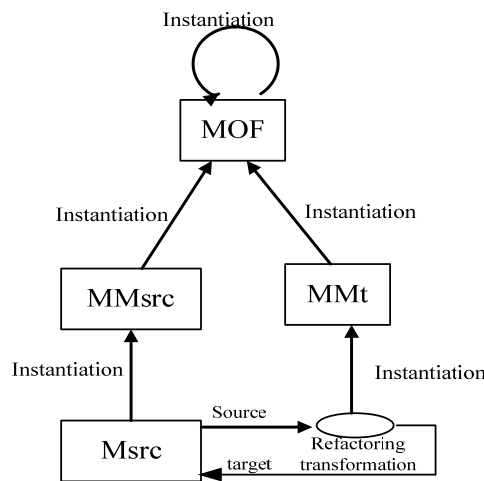 Instantiation
MOF
Instantiation
Instantiation
MMsrc
MMt
Instantiation
Instantiation
Source
Msrc
Refactoring
transformation
target